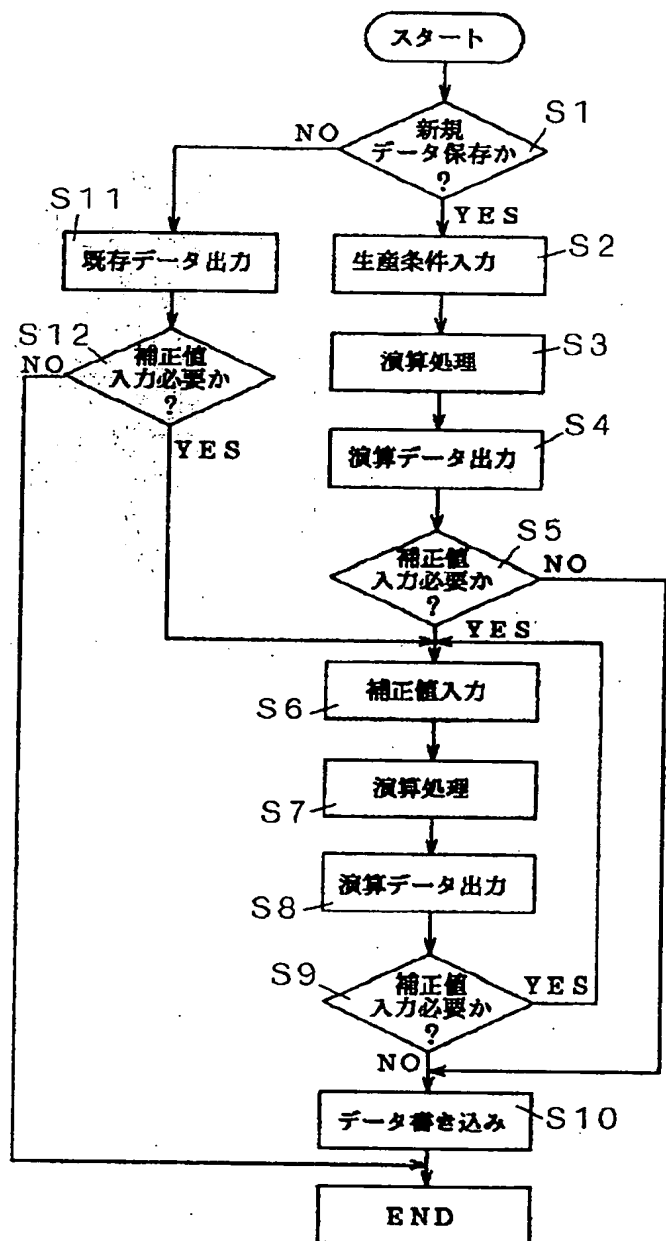 スタート
S1
新規
データ保存か
?
NO
YES
S11
既存データ出力
S2
生産条件入力
S12
補正値
入力必要か
?
NO
YES
S3
演算処理
S4
演算データ出力
S5
補正値
入力必要か
?
NO
YES
S6
補正値入力
S7
演算処理
S8
演算データ出力
S9
補正値
入力必要か
?
YES
NO
S10
データ書き込み
END